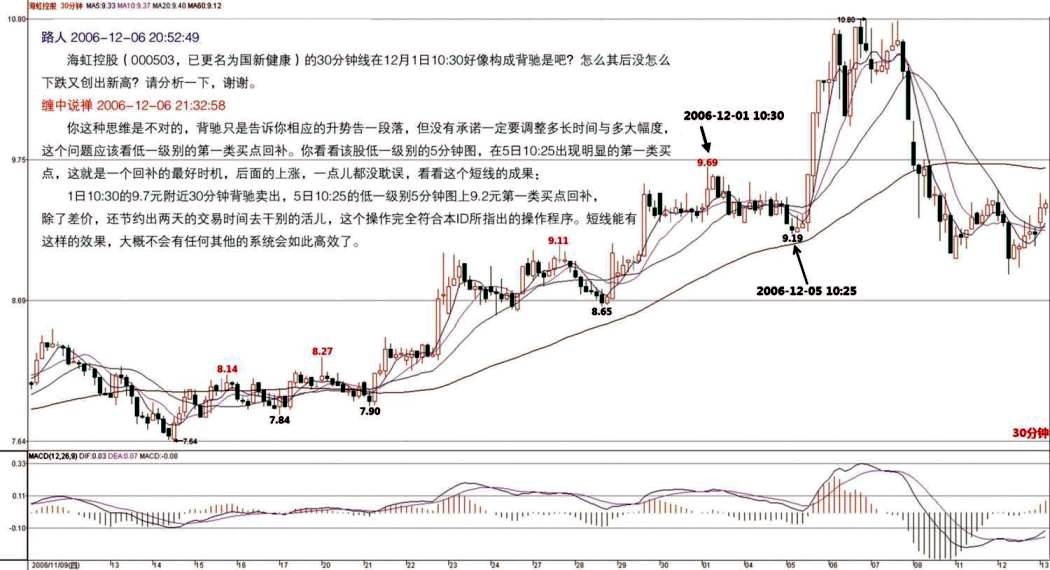 海虹控股 30分钟 MA5:9.33 MA10:9.37 MA20:9.40 MA60:9.12
10.80
10.80
路人 2006-12-06 20:52:49
海虹控股（000503，已更名为国新健康）的30分钟线在12月1日10:30好像构成背驰是吧？怎么其后没怎么
下跌又创出新高？请分析一下，谢谢。
缠中说禅 2006-12-06 21:32:58
你这种思维是不对的，背驰只是告诉你相应的升势告一段落，但没有承诺一定要调整多长时间与多大幅度，
这个问题应该看低一级别的第一类买点回补。你看看该股低一级别的5分钟图，在5日10:25出现明显的第一类买
点，这就是一个回补的最好时机，后面的上涨，一点儿都没耽误，看看这个短线的成果：
1日10:30的9.7元附近30分钟背驰卖出，5日10:25的低一级别5分钟图上9.2元第一类买点回补，
除了差价，还节约出两天的交易时间去干别的活儿，这个操作完全符合本ID所指出的操作程序。短线能有
这样的效果，大概不会有任何其他的系统会如此高效了。
2006-12-01 10:30
9.75
9.69
9.11
9.19
2006-12-05 10:25
8.69
8.65
8.14
8.27
7.84
7.90
7.64
7.64
30分钟
MACD(12,26,9) DIF:0.03 DEA:0.07 MACD:-0.08
0.33
0.11
-0.10
2006/11/09(四) 13 14 15 16 17 20 21 22 23 24 27 28 29 30 01 04 05 06 07 08 11 12 13